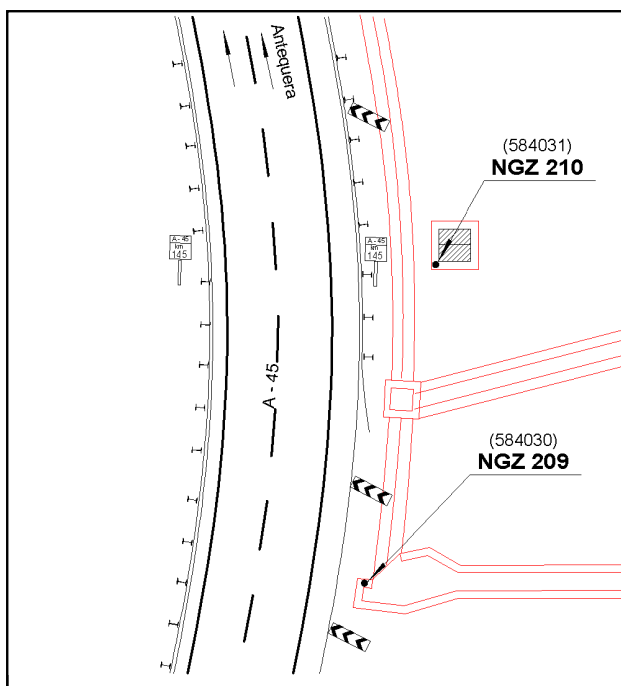 Antequera
(584031)
NGZ 210
A - 45
km
145
A - 45
km
145
A - 45
(584030)
NGZ 209